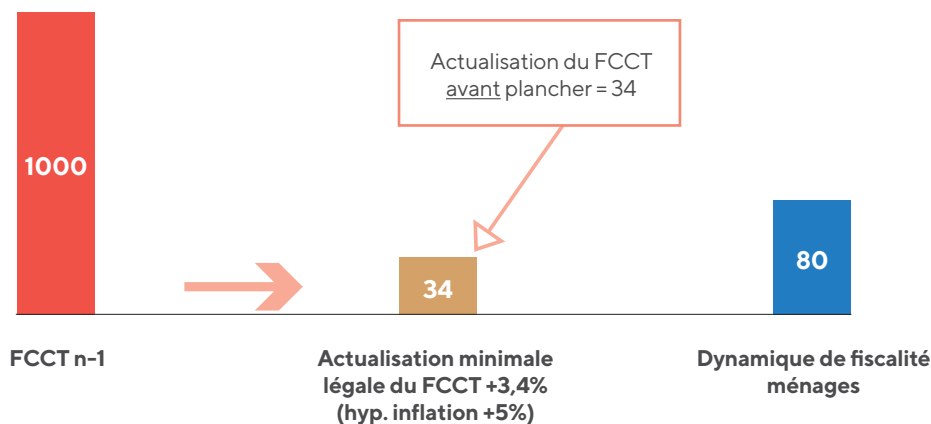 Actualisation du FCCT
avant plancher = 34
1000
34
80
FCCT n-1
Actualisation minimale
légale du FCCT +3,4%
(hyp. inflation +5%)
Dynamique de fiscalité
ménages